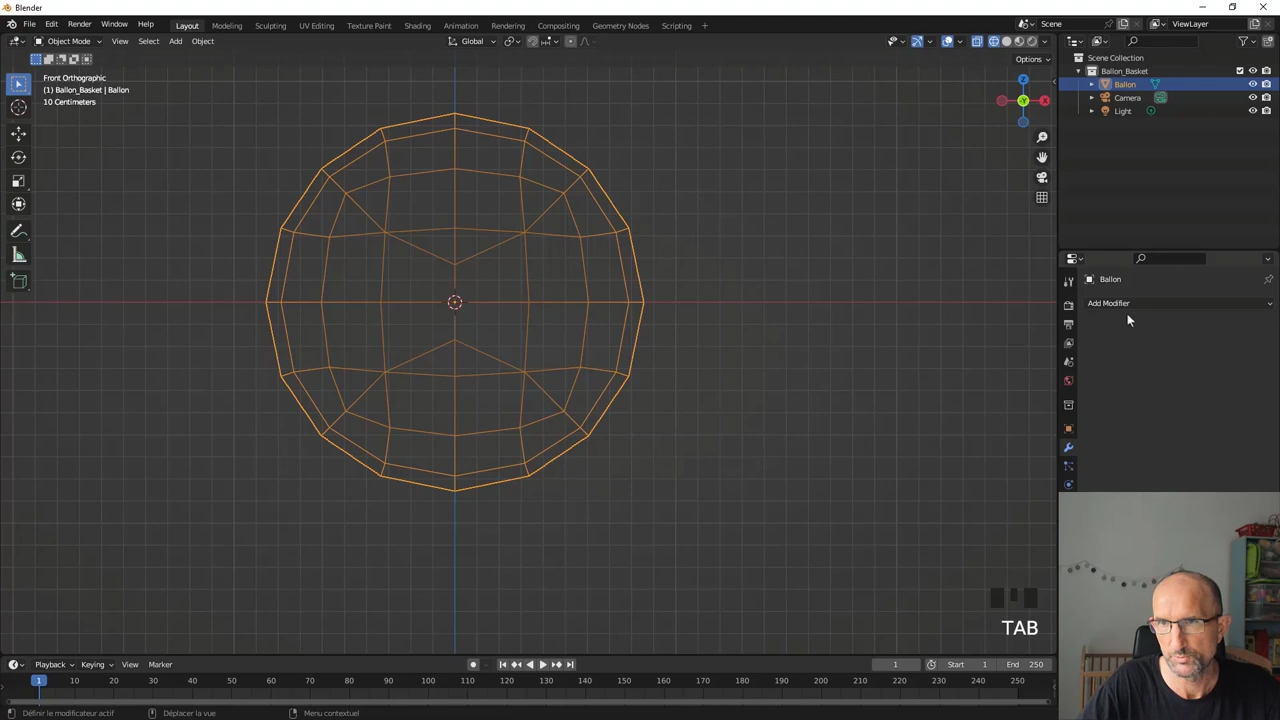 Blender
File Edit Render Window Help
Layout Modeling Sculpting UV Editing Texture Paint Shading Animation Rendering Compositing Geometry Nodes Scripting +
Scene ViewLayer
Object Mode View Select Add Object Global
Options
Front Orthographic
(1) Ballon_Basket | Ballon
10 Centimeters
Z
Y
X
Scene Collection
Ballon_Basket
Ballon
Camera
Light
Ballon
Add Modifier
TAB
Playback Keying View Marker 1 Start 1 End 250
1 10 20 30 40 50 60 70 80 90 100 110 120 130 140 150 160 170 180 190 200 210 220 230 240 250
Définir le modificateur actif Déplacer la vue Menu contextuel